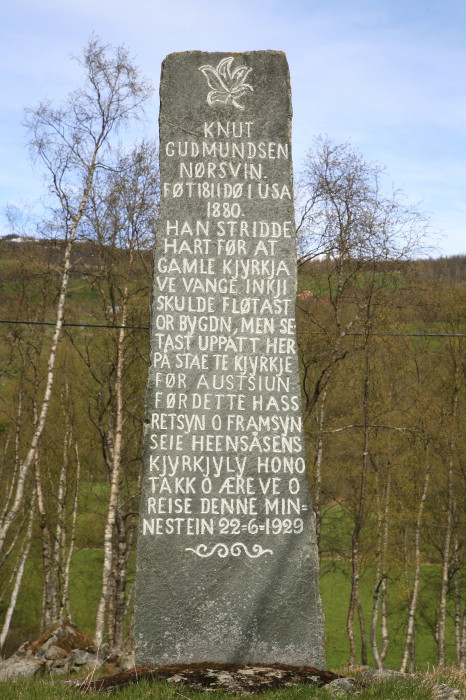 KNUT
GUDMUNDSEN
NØRSVIN.
FØT 1811 DØ I USA
1880.
HAN STRIDDE
HART FØR AT
GAMLE KJYRKJA
VE VANGE INKJI
SKULDE FLØTAST
OR BYGDN, MEN SE
TAST UPPATT HER
PÅ STAE TE KJYRKJE
FØR AUSTSIUN.
FØR DETTE HASS
RETSYN O FRAMSYN
SEIE HEENSÅSENS
KJYRKJYLY HONO
TAKK O ÆRE VE O
REISE DENNE MIN=
NESTEIN 22=6=1929